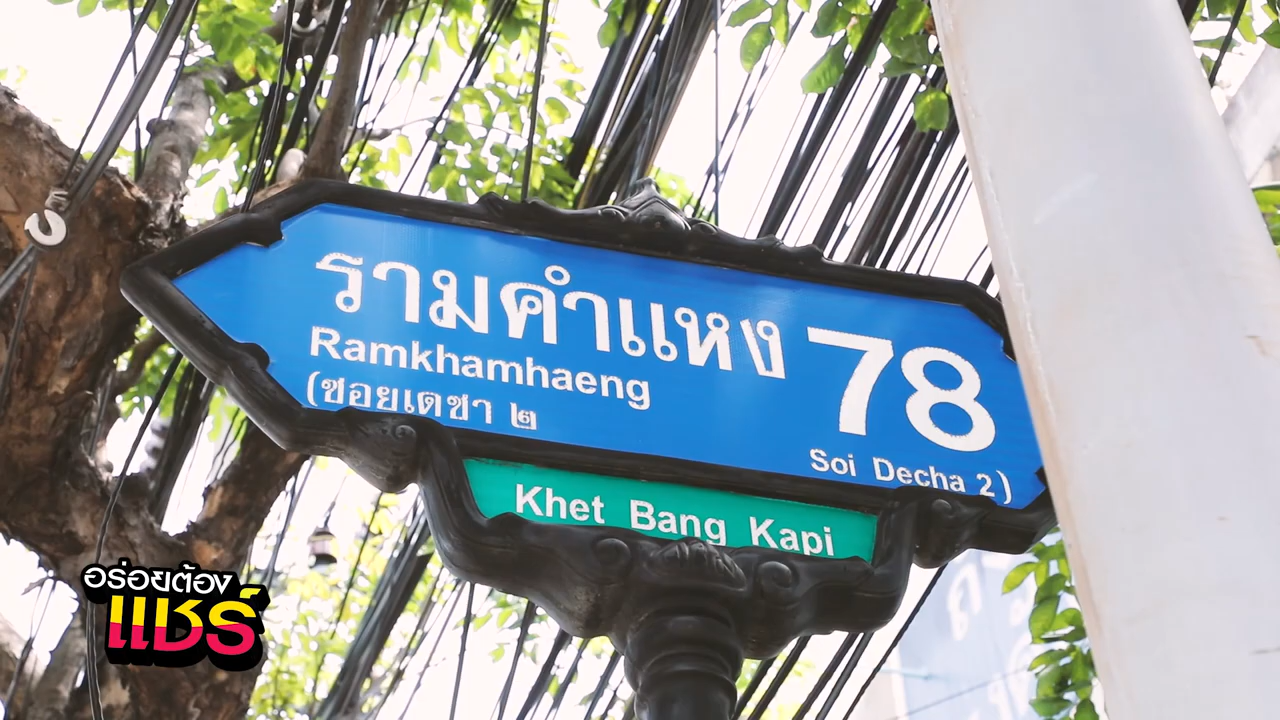 รามคำแหง 78
Ramkhamhaeng
(ซอยเดชา ๒
Soi Decha 2)
Khet Bang Kapi
อร่อยต้อง
แชร์